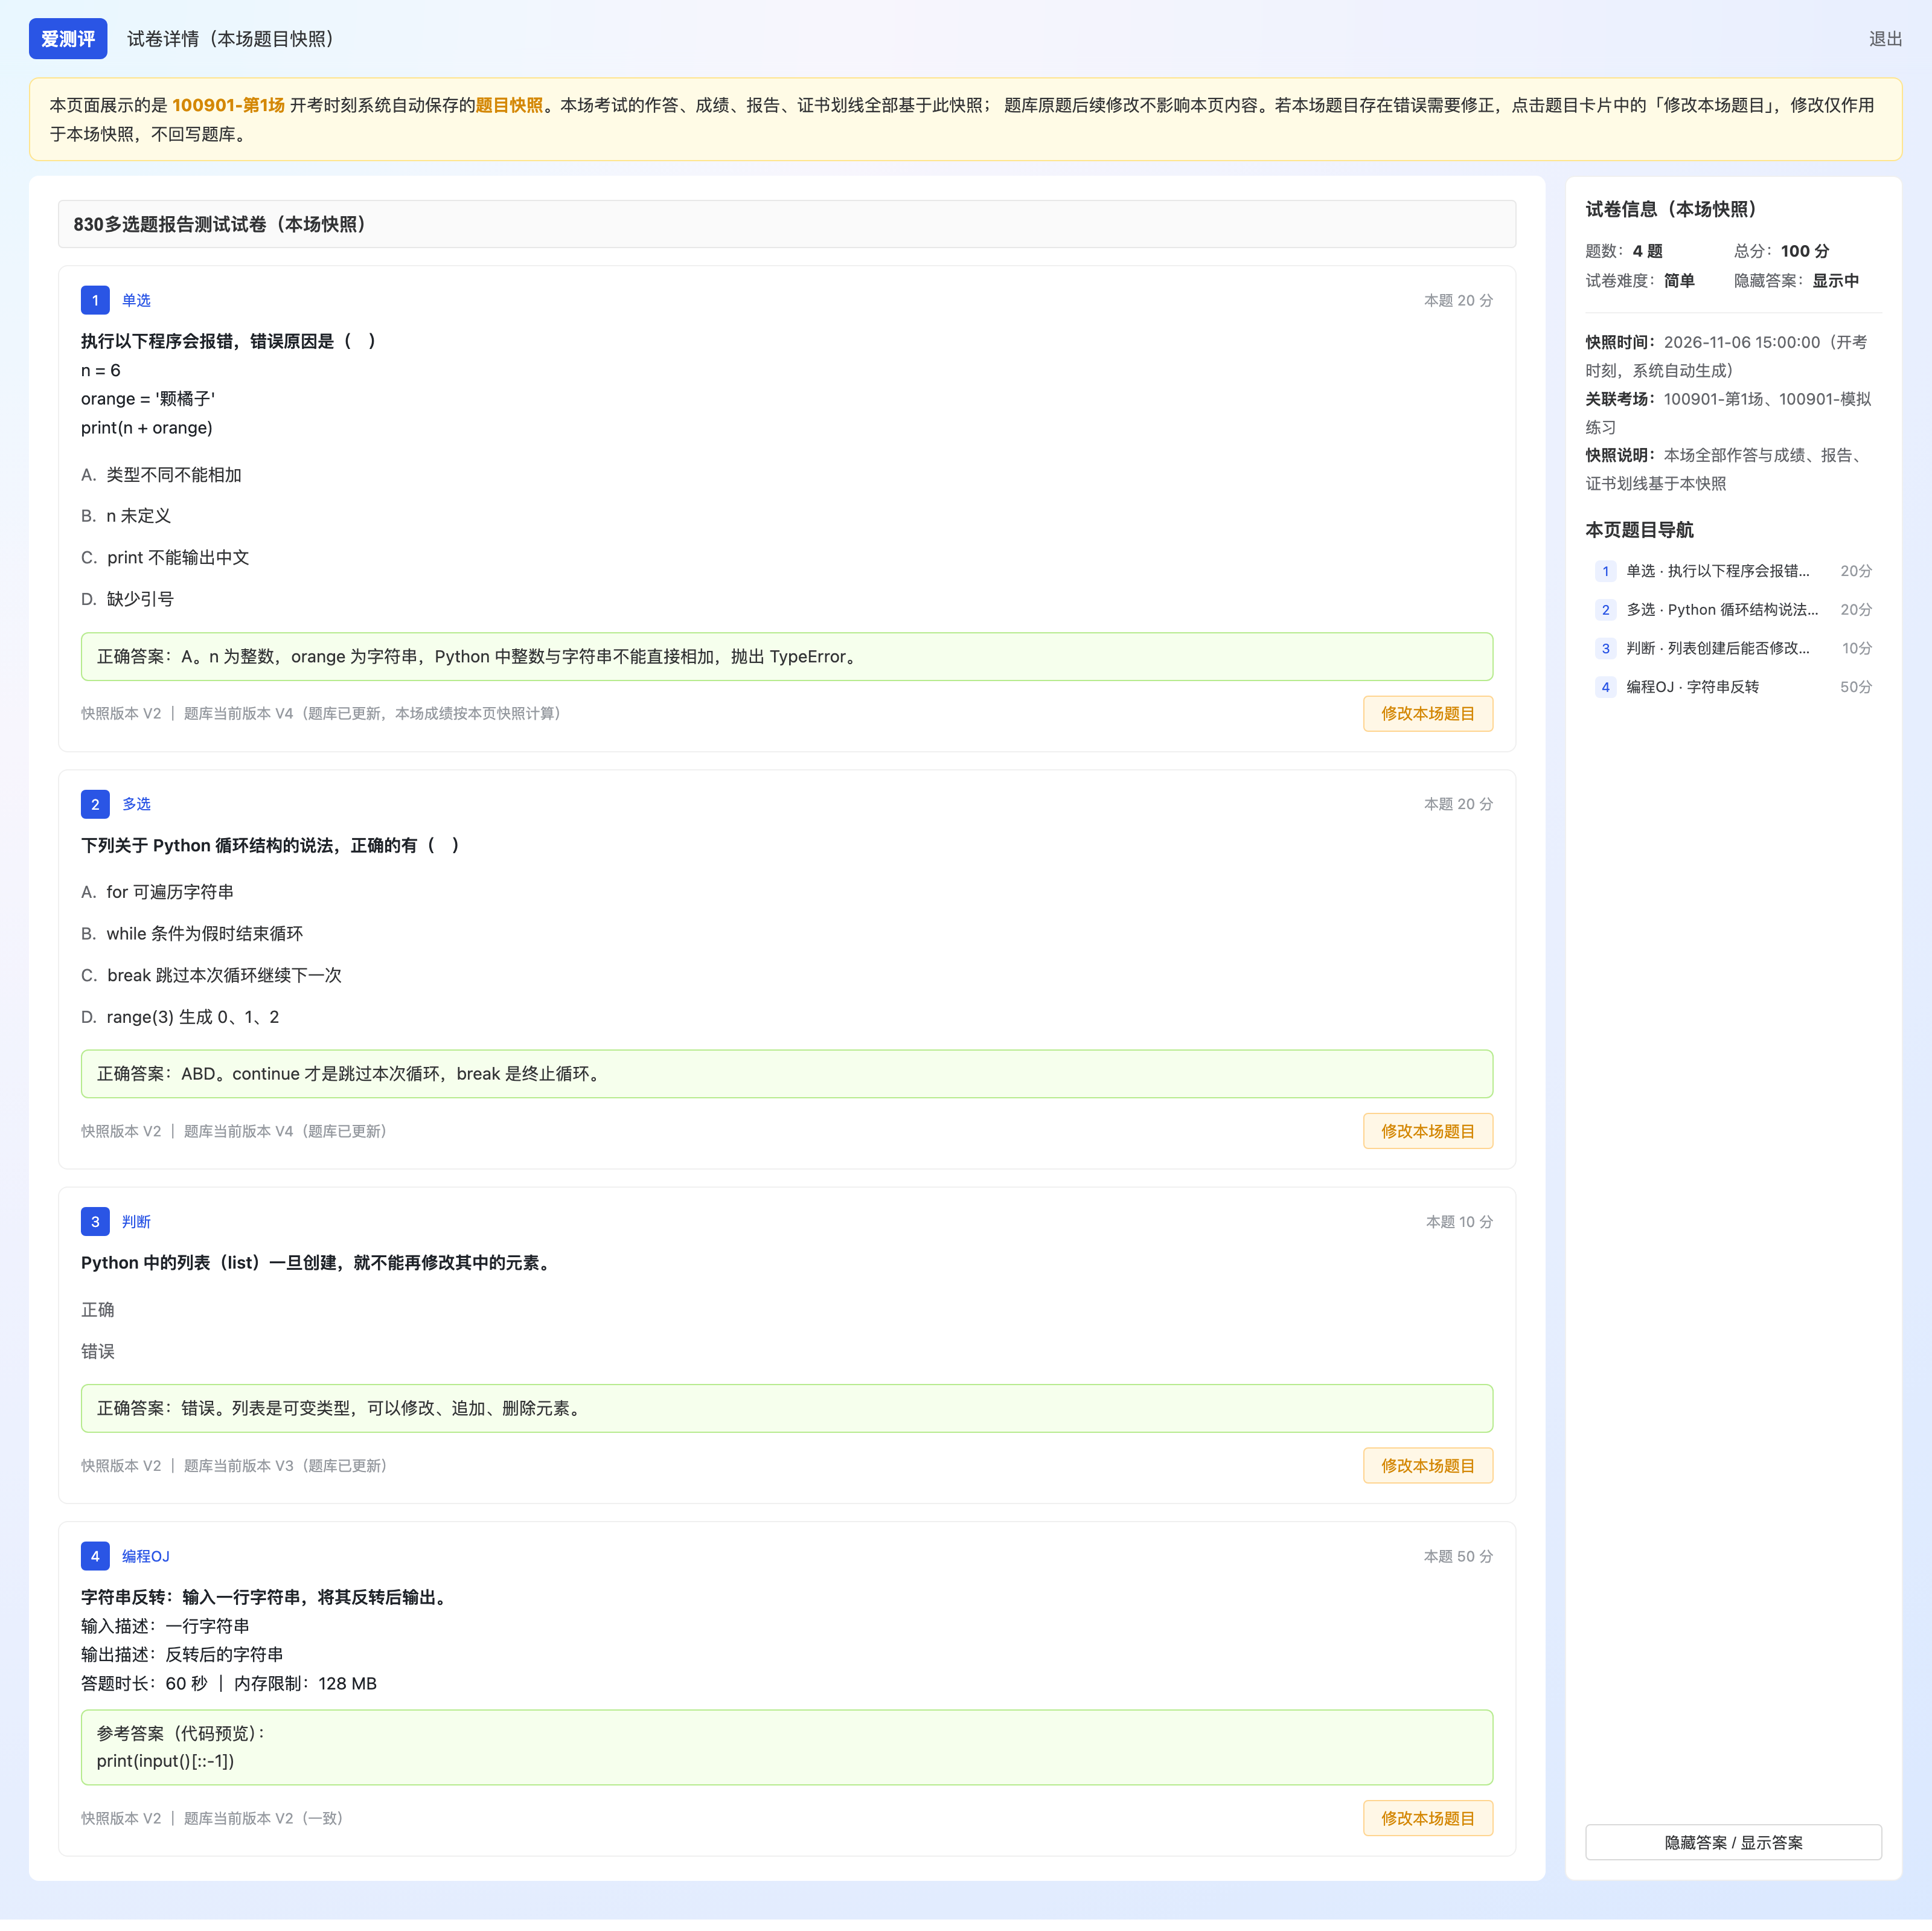 爱测评 试卷详情（本场题目快照） 退出
本页面展示的是 100901-第1场 开考时刻系统自动保存的题目快照。本场考试的作答、成绩、报告、证书划线全部基于此快照； 题库原题后续修改不影响本页内容。若本场题目存在错误需要修正，点击题目卡片中的「修改本场题目」，修改仅作用
于本场快照，不回写题库。
830多选题报告测试试卷（本场快照）
1 单选 本题 20 分
执行以下程序会报错，错误原因是（ ）
n = 6
orange = '颗橘子'
print(n + orange)
A. 类型不同不能相加
B. n 未定义
C. print 不能输出中文
D. 缺少引号
正确答案：A。n 为整数，orange 为字符串，Python 中整数与字符串不能直接相加，抛出 TypeError。
快照版本 V2 ｜ 题库当前版本 V4（题库已更新，本场成绩按本页快照计算） 修改本场题目
2 多选 本题 20 分
下列关于 Python 循环结构的说法，正确的有（ ）
A. for 可遍历字符串
B. while 条件为假时结束循环
C. break 跳过本次循环继续下一次
D. range(3) 生成 0、1、2
正确答案：ABD。continue 才是跳过本次循环，break 是终止循环。
快照版本 V2 ｜ 题库当前版本 V4（题库已更新） 修改本场题目
3 判断 本题 10 分
Python 中的列表（list）一旦创建，就不能再修改其中的元素。
正确
错误
正确答案：错误。列表是可变类型，可以修改、追加、删除元素。
快照版本 V2 ｜ 题库当前版本 V3（题库已更新） 修改本场题目
4 编程OJ 本题 50 分
字符串反转：输入一行字符串，将其反转后输出。
输入描述：一行字符串
输出描述：反转后的字符串
答题时长：60 秒 ｜ 内存限制：128 MB
参考答案（代码预览）：
print(input()[::-1])
快照版本 V2 ｜ 题库当前版本 V2（一致） 修改本场题目
试卷信息（本场快照）
题数：4 题 总分：100 分
试卷难度：简单 隐藏答案：显示中
快照时间：2026-11-06 15:00:00（开考
时刻，系统自动生成）
关联考场：100901-第1场、100901-模拟
练习
快照说明：本场全部作答与成绩、报告、
证书划线基于本快照
本页题目导航
1 单选 · 执行以下程序会报错... 20分
2 多选 · Python 循环结构说法... 20分
3 判断 · 列表创建后能否修改... 10分
4 编程OJ · 字符串反转 50分
隐藏答案 / 显示答案